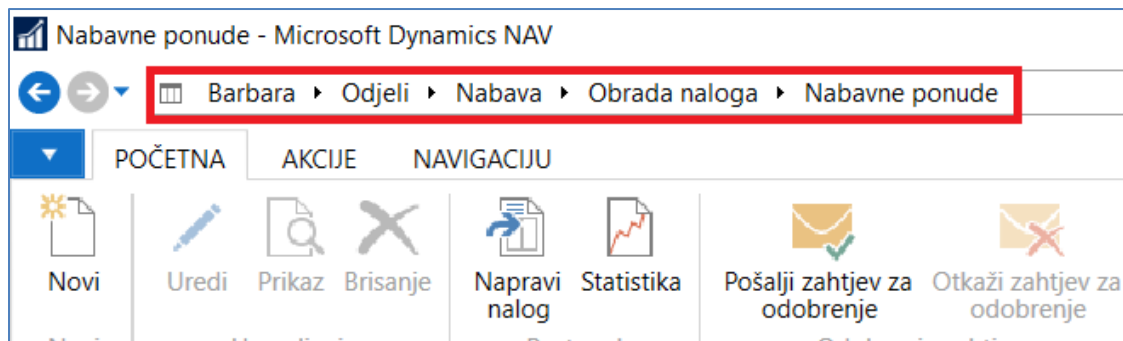 Nabavne ponude - Microsoft Dynamics NAV
Barbara Odjeli Nabava Obrada naloga Nabavne ponude
POČETNA AKCIJE NAVIGACIJU
Novi Uredi Prikaz Brisanje Napravi nalog Statistika Pošalji zahtjev za odobrenje Otkaži zahtjev za odobrenje